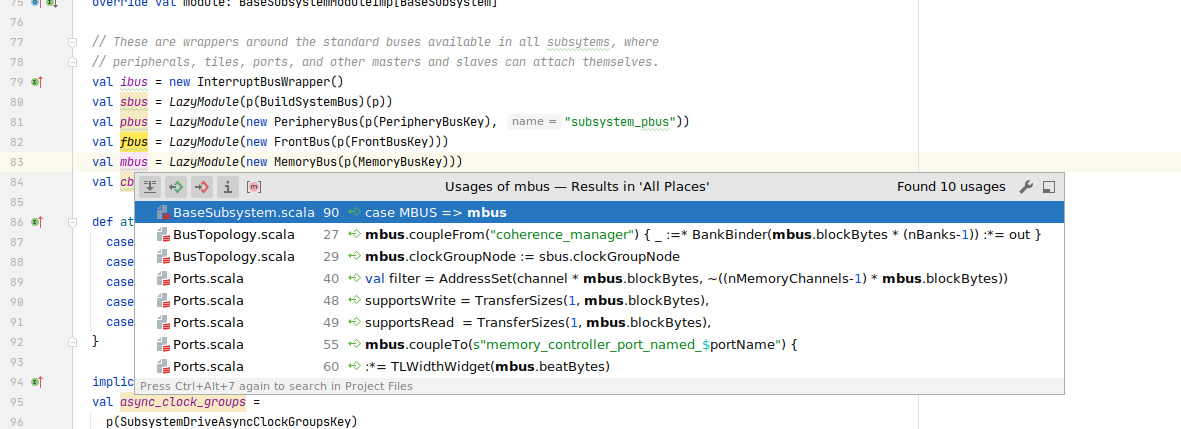 75 override val module: BaseSubsystemModuleImp[BaseSubsystem]
76
77 // These are wrappers around the standard buses available in all subsytems, where
78 // peripherals, tiles, ports, and other masters and slaves can attach themselves.
79 val ibus = new InterruptBusWrapper()
80 val sbus = LazyModule(p(BuildSystemBus)(p))
81 val pbus = LazyModule(new PeripheryBus(p(PeripheryBusKey), name = "subsystem_pbus"))
82 val fbus = LazyModule(new FrontBus(p(FrontBusKey)))
83 val mbus = LazyModule(new MemoryBus(p(MemoryBusKey)))
84 val cb
Usages of mbus — Results in 'All Places' Found 10 usages
85
BaseSubsystem.scala 90 case MBUS => mbus
86 def at
BusTopology.scala 27 mbus.coupleFrom("coherence_manager") { _ :=* BankBinder(mbus.blockBytes * (nBanks-1)) :*= out }
87 case
BusTopology.scala 29 mbus.clockGroupNode := sbus.clockGroupNode
88 case
Ports.scala 40 val filter = AddressSet(channel * mbus.blockBytes, ~((nMemoryChannels-1) * mbus.blockBytes))
89 case
Ports.scala 48 supportsWrite = TransferSizes(1, mbus.blockBytes),
90 case
Ports.scala 49 supportsRead = TransferSizes(1, mbus.blockBytes),
91 case
Ports.scala 55 mbus.coupleTo(s"memory_controller_port_named_$portName") {
92 }
Ports.scala 60 :*= TLWidthWidget(mbus.beatBytes)
93
94 implic
Press Ctrl+Alt+7 again to search in Project Files
95 val async_clock_groups =
96 p(SubsystemDriveAsyncClockGroupsKey)